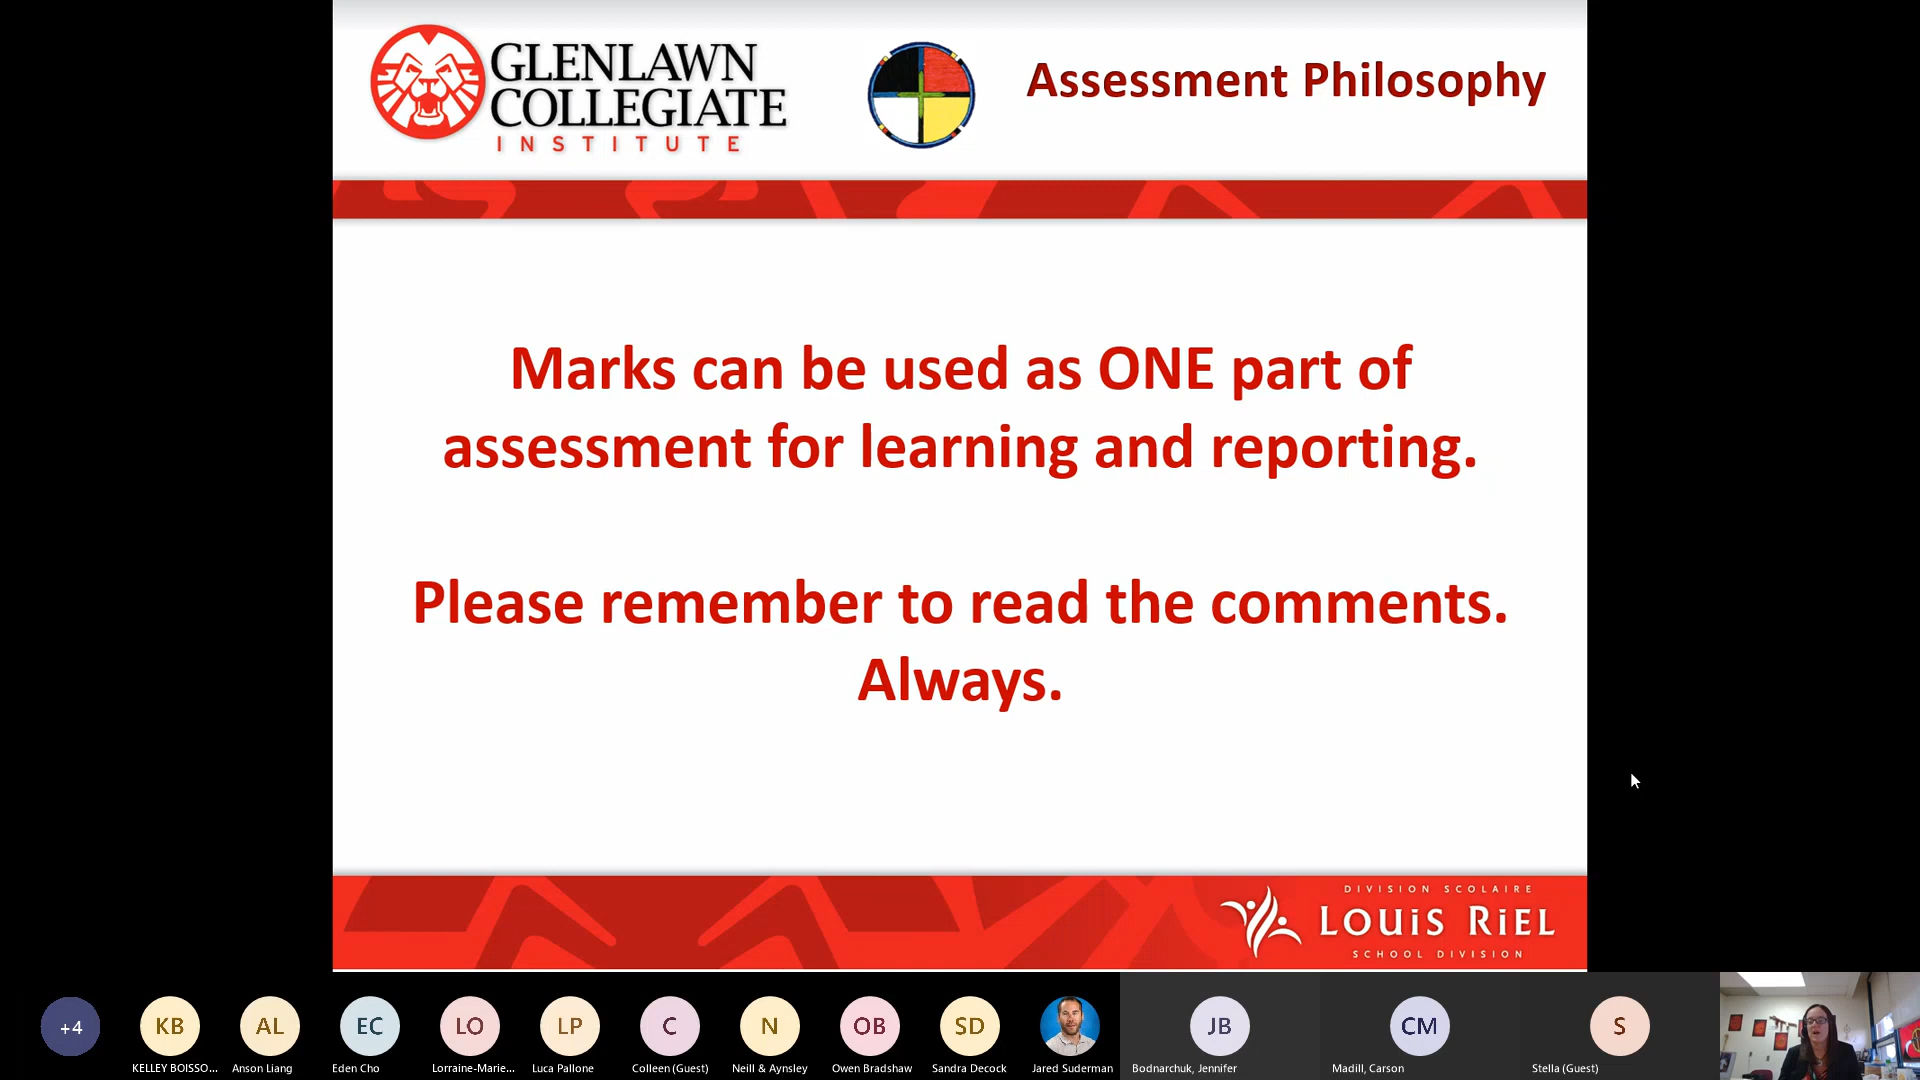 GLENLAWN
COLLEGIATE
INSTITUTE
Assessment Philosophy
Marks can be used as ONE part of
assessment for learning and reporting.
Please remember to read the comments.
Always.
DIVISION SCOLAIRE
LOUiS RiEL
SCHOOL DIVISION
+4
KB
AL
EC
LO
LP
C
N
OB
SD
JB
CM
S
KELLEY BOISSO...
Anson Liang
Eden Cho
Lorraine-Marie...
Luca Pallone
Colleen (Guest)
Neill & Aynsley
Owen Bradshaw
Sandra Decock
Jared Suderman
Bodnarchuk, Jennifer
Madill, Carson
Stella (Guest)